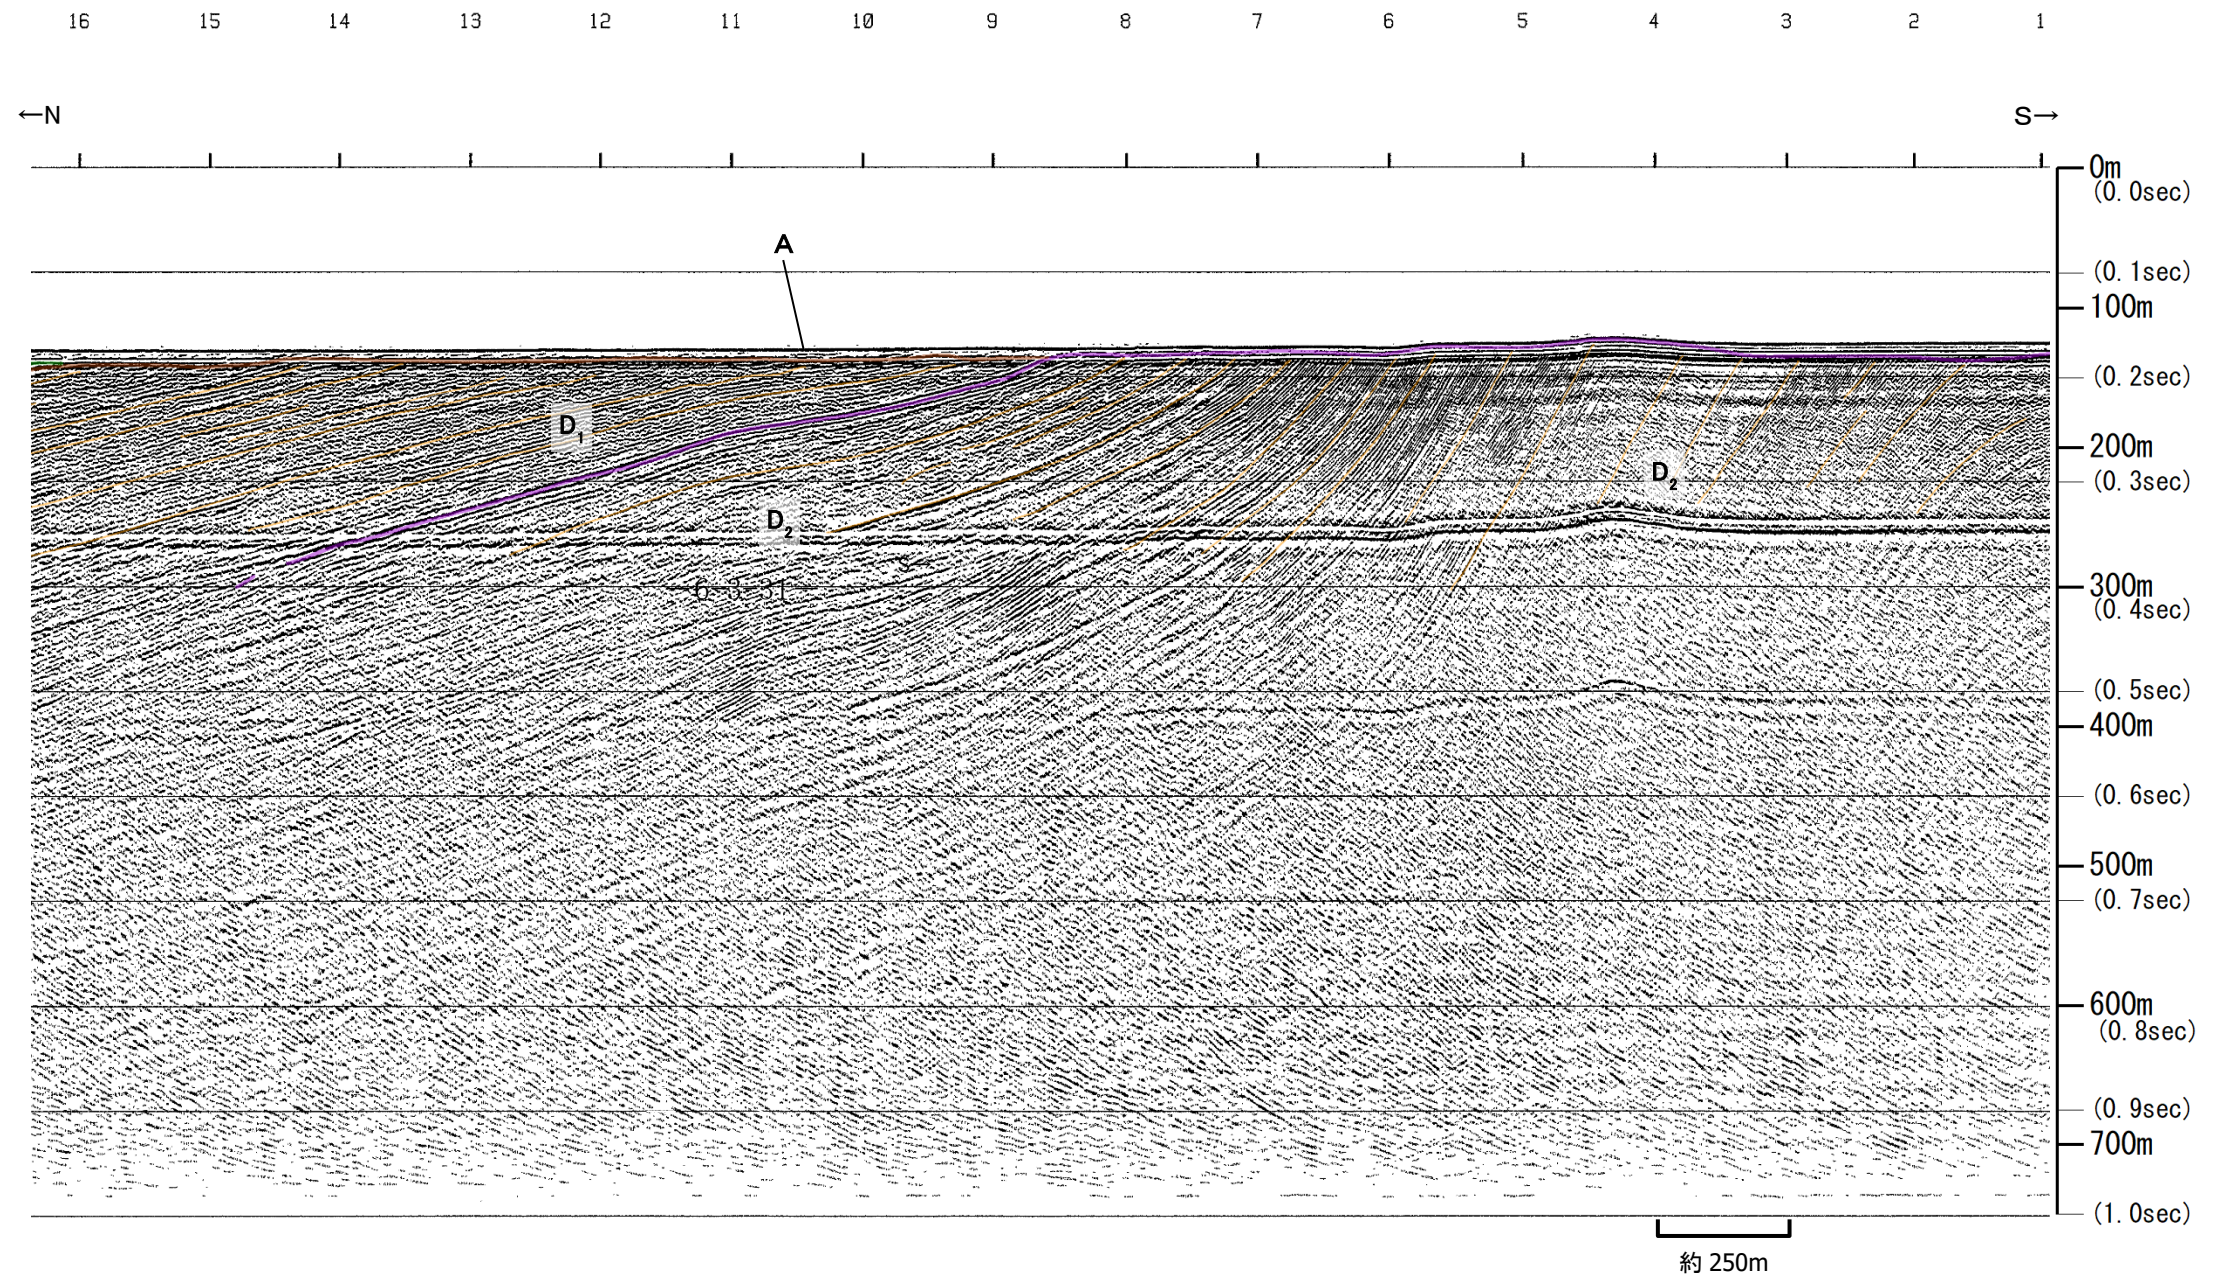 16 15 14 13 12 11 10 9 8 7 6 5 4 3 2 1
←N S→
0m
(0.0sec)
A
(0.1sec)
100m
(0.2sec)
D1
200m
D2
(0.3sec)
D2
6-3-31
300m
(0.4sec)
(0.5sec)
400m
(0.6sec)
500m
(0.7sec)
600m
(0.8sec)
(0.9sec)
700m
(1.0sec)
約 250m